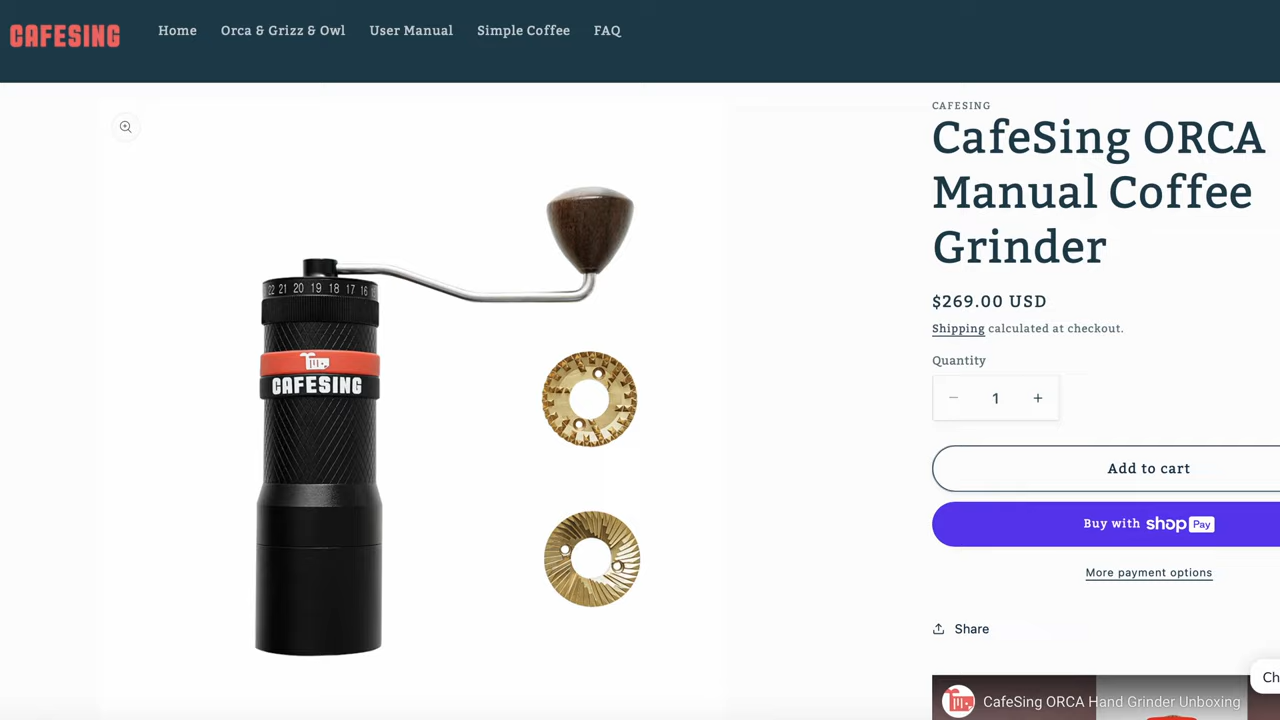 CAFESING
Home
Orca & Grizz & Owl
User Manual
Simple Coffee
FAQ
CAFESING
CafeSing ORCA
Manual Coffee
Grinder
$269.00 USD
Shipping calculated at checkout.
Quantity
1
Add to cart
Buy with shop Pay
More payment options
Share
CafeSing ORCA Hand Grinder Unboxing
Ch
22 21 20 19 18 17 16
CAFESING